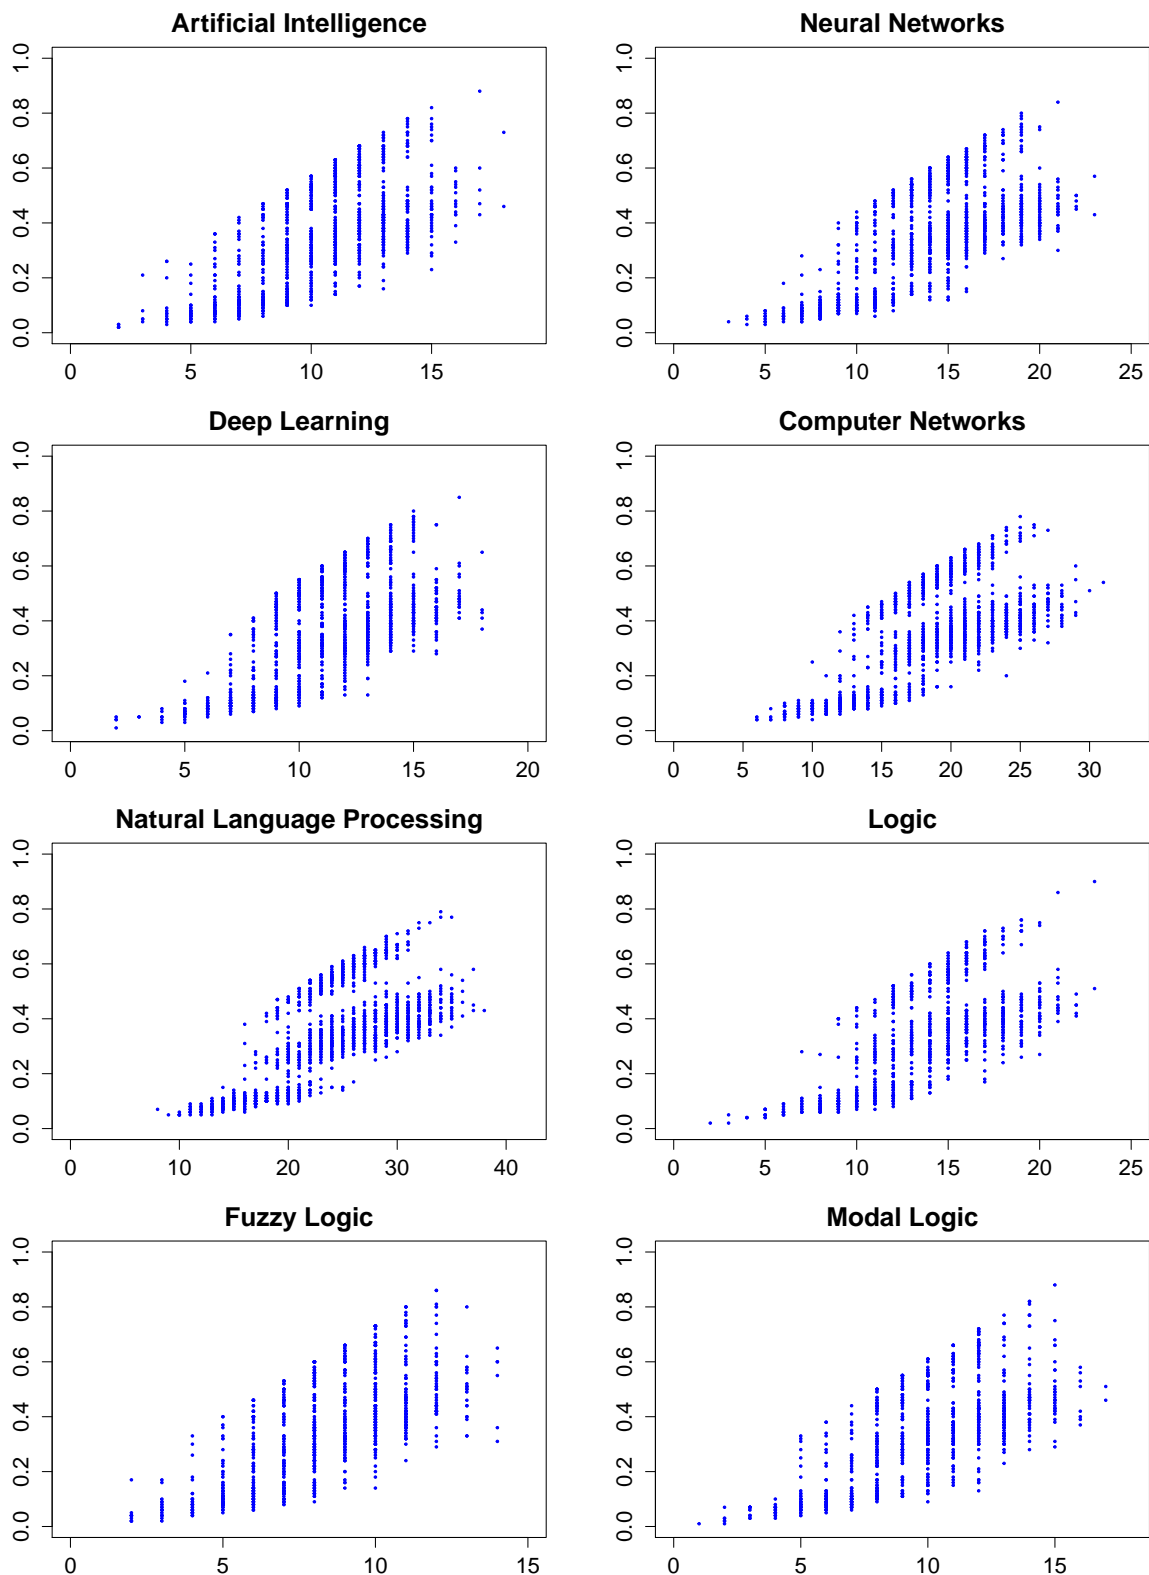 Artificial Intelligence
0.0 0.2 0.4 0.6 0.8 1.0
0 5 10 15
Neural Networks
0.0 0.2 0.4 0.6 0.8 1.0
0 5 10 15 20 25
Deep Learning
0.0 0.2 0.4 0.6 0.8 1.0
0 5 10 15 20
Computer Networks
0.0 0.2 0.4 0.6 0.8 1.0
0 5 10 15 20 25 30
Natural Language Processing
0.0 0.2 0.4 0.6 0.8 1.0
0 10 20 30 40
Logic
0.0 0.2 0.4 0.6 0.8 1.0
0 5 10 15 20 25
Fuzzy Logic
0.0 0.2 0.4 0.6 0.8 1.0
0 5 10 15
Modal Logic
0.0 0.2 0.4 0.6 0.8 1.0
0 5 10 15